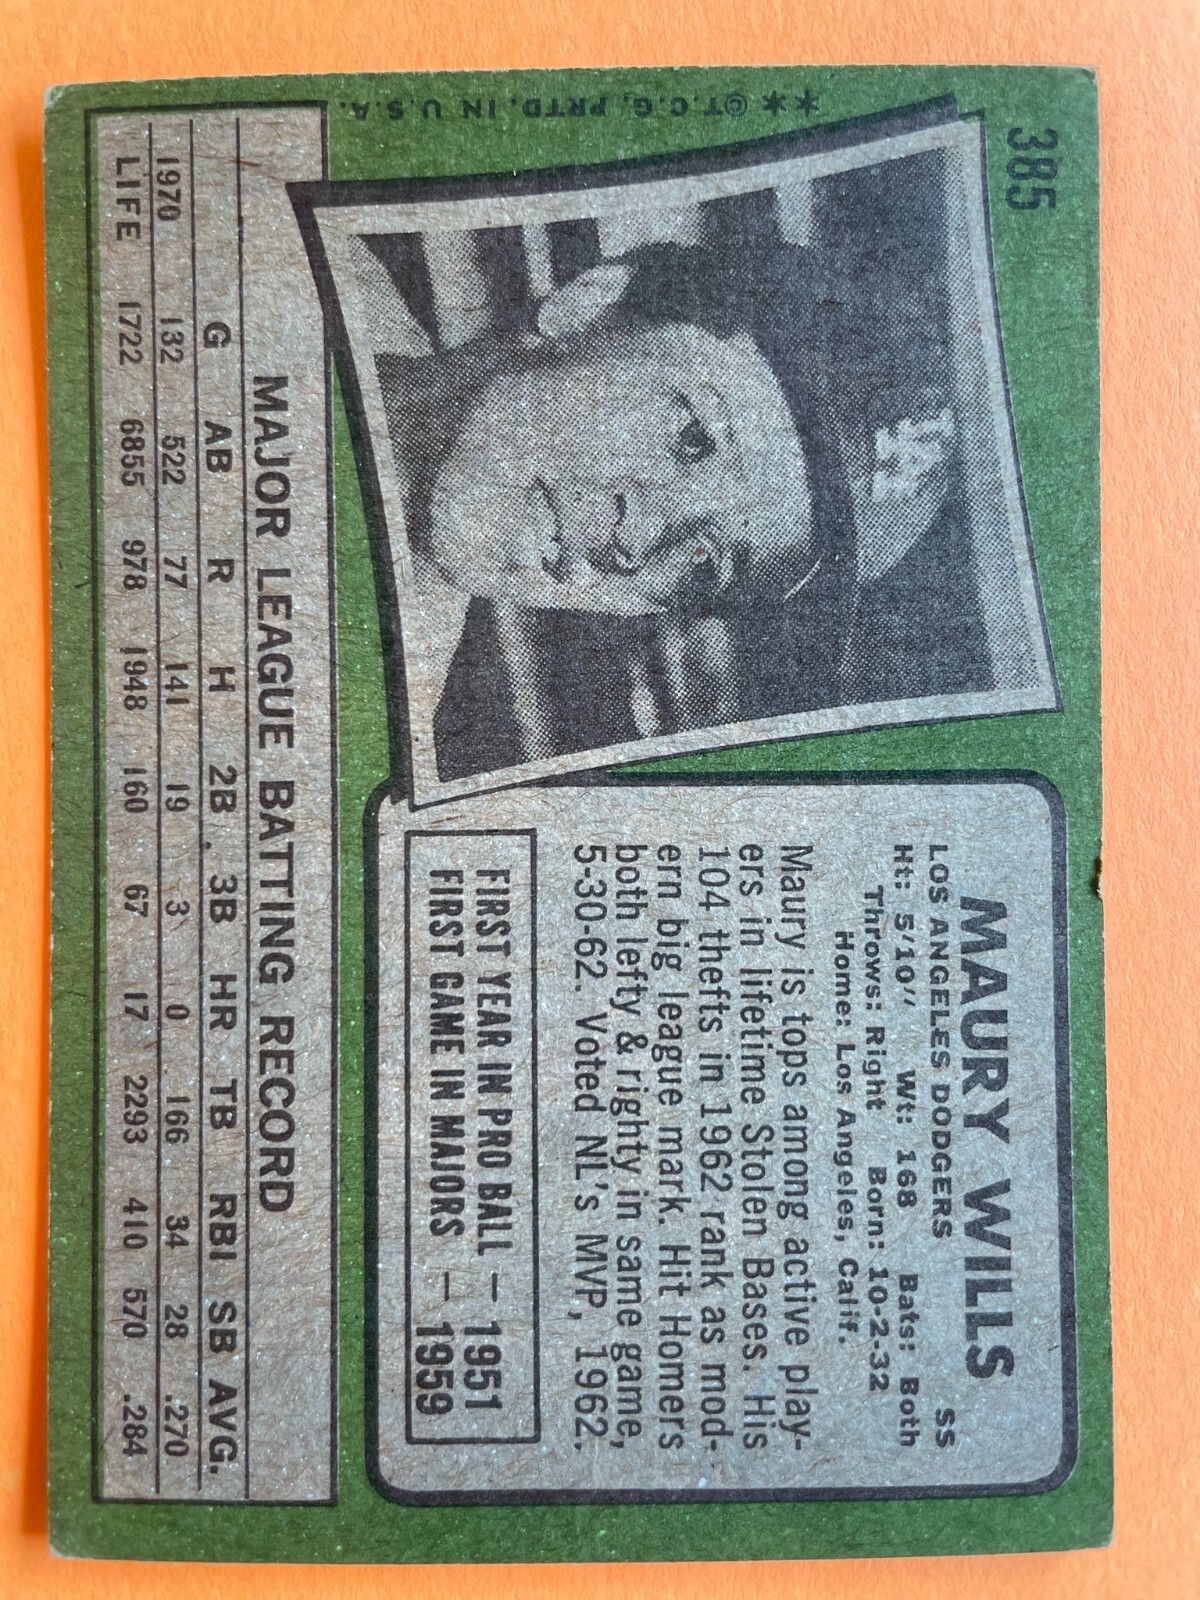 385
MAURY WILLS
LOS ANGELES DODGERS SS
Ht: 5'10" Wt: 168 Bats: Both
Throws: Right Born: 10-2-32
Home: Los Angeles, Calif.
Maury is tops among active play-
ers in lifetime Stolen Bases. His
104 thefts in 1962 rank as mod-
ern big league mark. Hit Homers
both lefty & righty in same game,
5-30-62. Voted NL's MVP, 1962.
FIRST YEAR IN PRO BALL — 1951
FIRST GAME IN MAJORS — 1959
LA
**©T.C.G. PRTD. IN U.S.A.
MAJOR LEAGUE BATTING RECORD
G AB R H 2B. 3B HR TB RBI SB AVG.
1970 132 522 77 141 19 3 0 166 34 28 .270
LIFE 1722 6855 978 1948 160 67 17 2293 410 570 .284